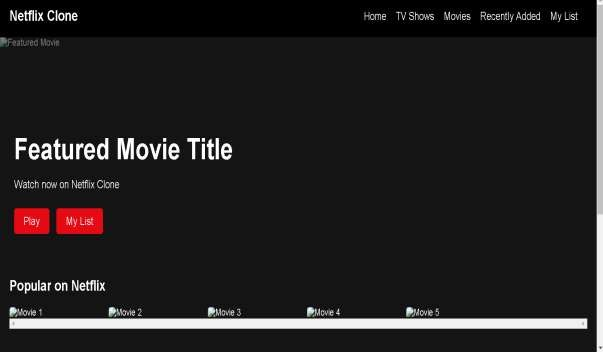 Netflix Clone
Home TV Shows Movies Recently Added My List
Featured Movie
Featured Movie Title
Watch now on Netflix Clone
Play My List
Popular on Netflix
Movie 1 Movie 2 Movie 3 Movie 4 Movie 5